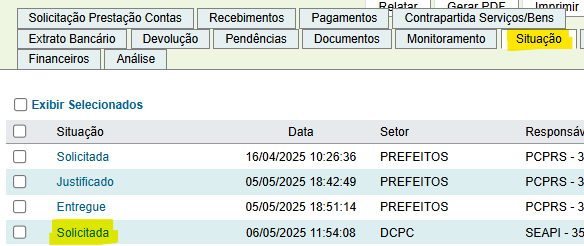 Relatar Gerar PDF Imprimir
Solicitação Prestação Contas Recebimentos Pagamentos Contrapartida Serviços/Bens
Extrato Bancário Devolução Pendências Documentos Monitoramento Situação
Financeiros Análise
Exibir Selecionados
Situação Data Setor Responsáv
Solicitada 16/04/2025 10:26:36 PREFEITOS PCPRS - 3
Justificado 05/05/2025 18:42:49 PREFEITOS PCPRS - 3
Entregue 05/05/2025 18:51:14 PREFEITOS PCPRS - 3
Solicitada 06/05/2025 11:54:08 DCPC SEAPI - 35